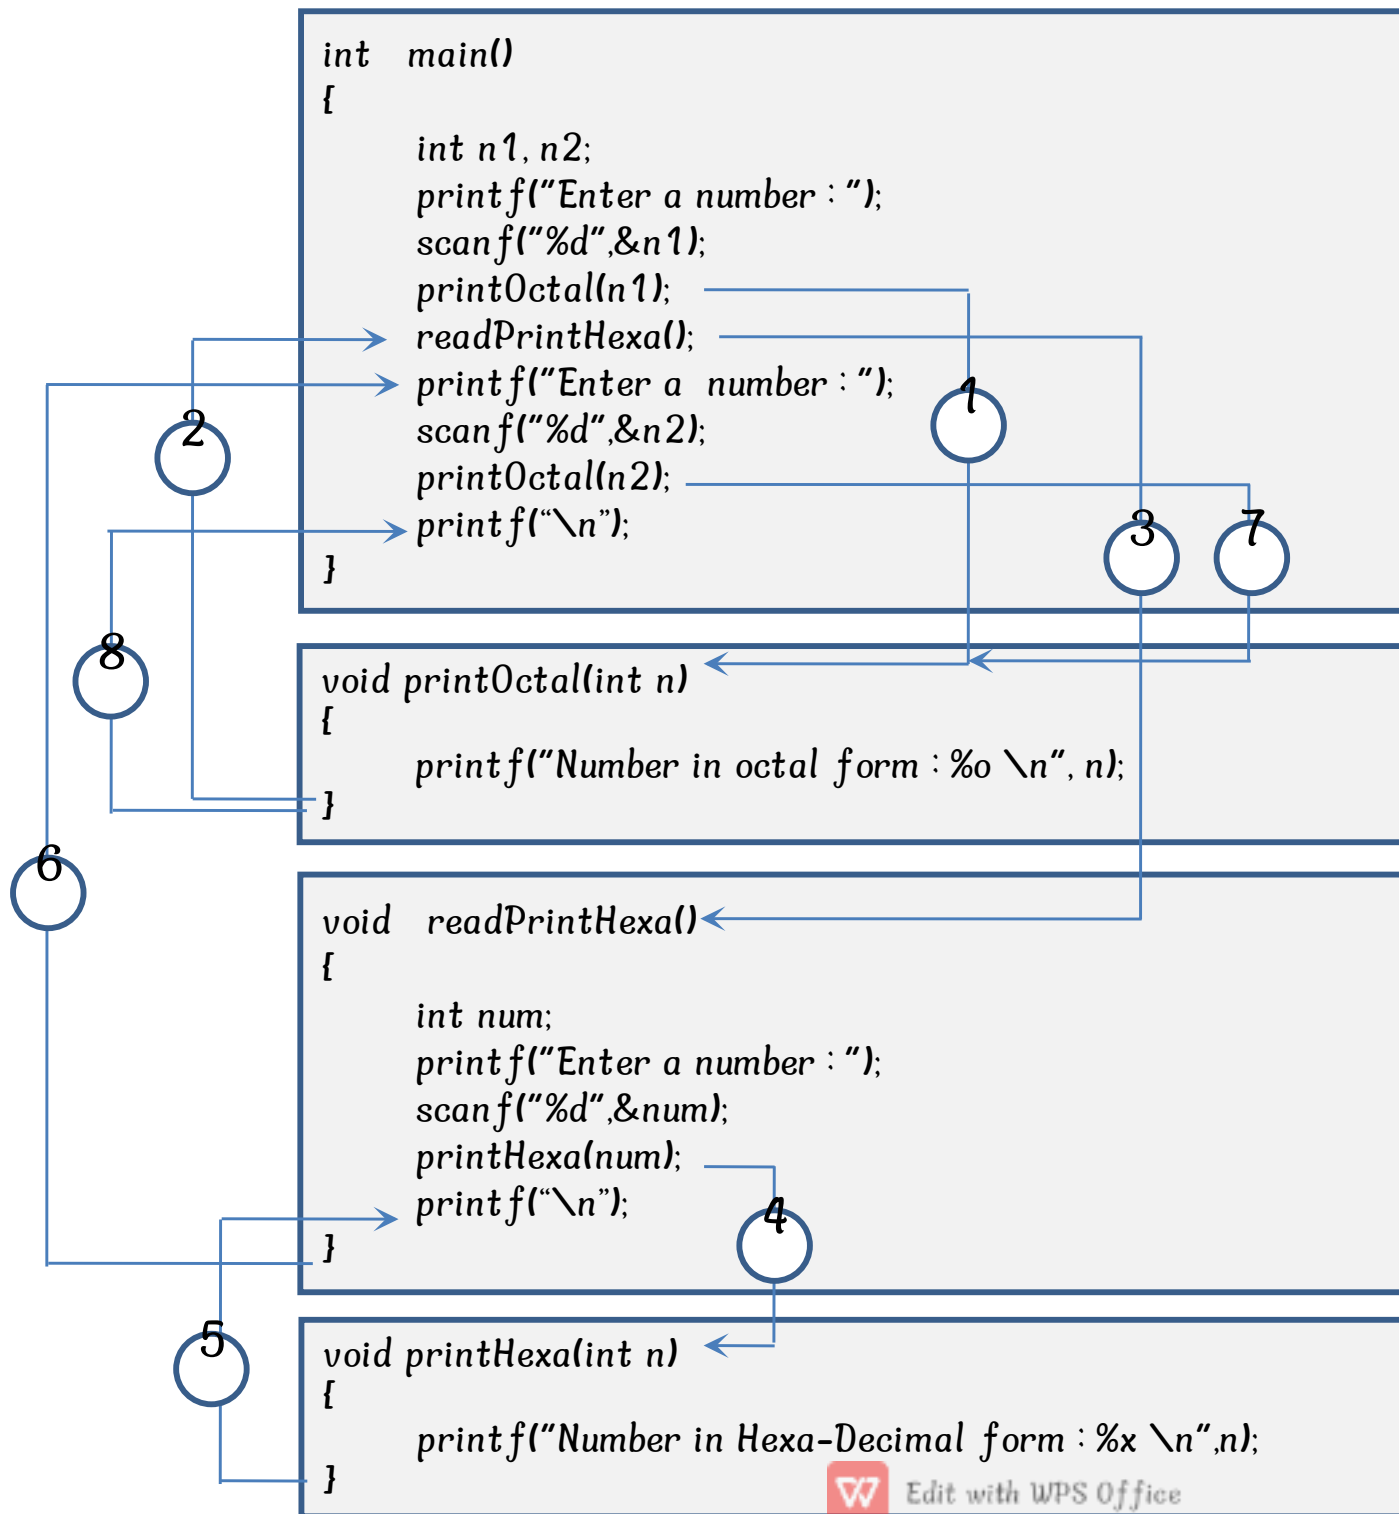 int main()
{
int n1, n2;
printf("Enter a number : ");
scanf("%d",&n1);
printOctal(n1);
readPrintHexa();
printf("Enter a number : ");
scanf("%d",&n2);
printOctal(n2);
printf(“\n”);
}
1
2
3
7
8
void printOctal(int n)
{
printf("Number in octal form : %o \n", n);
}
6
void readPrintHexa()
{
int num;
printf("Enter a number : ");
scanf("%d",&num);
printHexa(num);
printf(“\n”);
}
4
5
void printHexa(int n)
{
printf("Number in Hexa-Decimal form : %x \n",n);
}
Edit with WPS Office